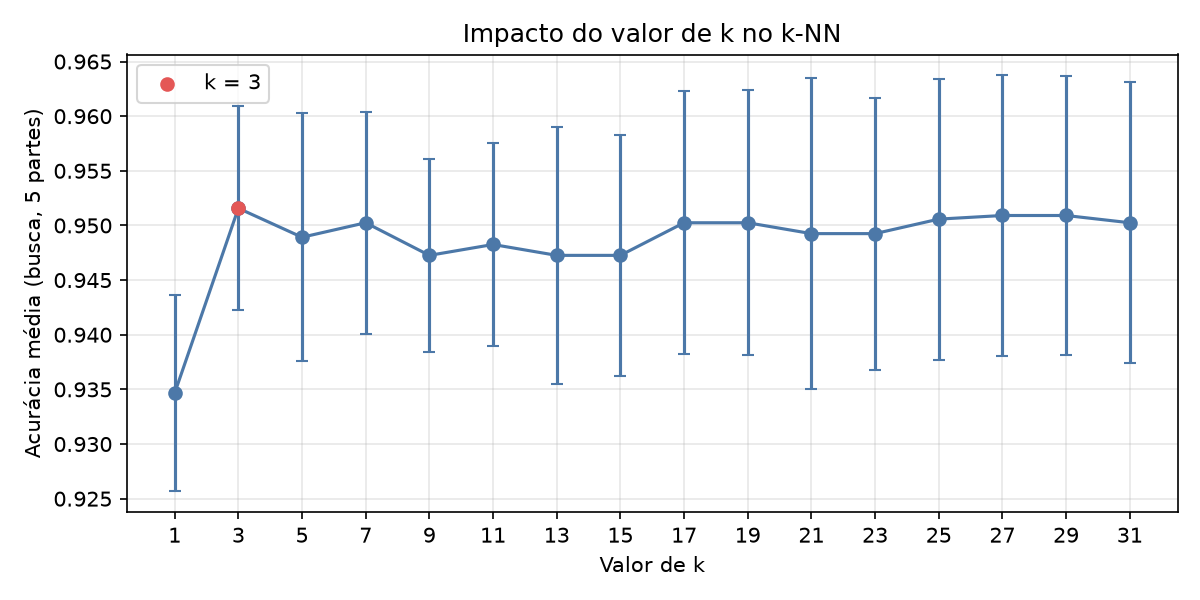 Impacto do valor de k no k-NN
k = 3
Acurácia média (busca, 5 partes)
0.965
0.960
0.955
0.950
0.945
0.940
0.935
0.930
0.925
1 3 5 7 9 11 13 15 17 19 21 23 25 27 29 31
Valor de k